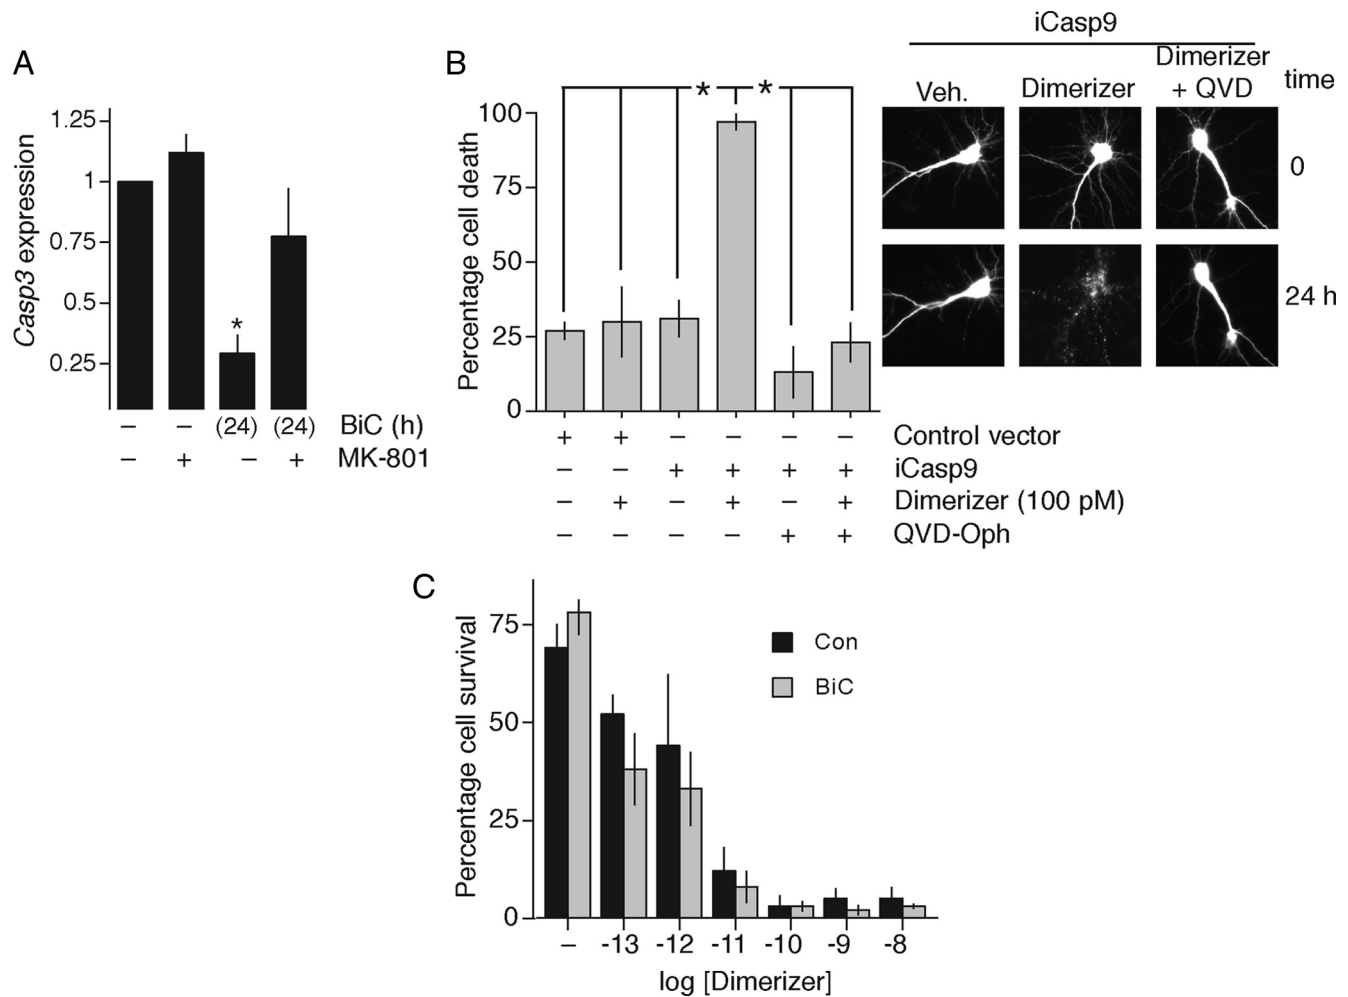 A
Casp3 expression
1.25
1
0.75
0.5
0.25
*
– – (24) (24) BiC (h)
– + – + MK-801
B
Percentage cell death
100
75
50
25
0
* *
+ + – – – – Control vector
– – + + + + iCasp9
– + – + – + Dimerizer (100 pM)
– – – – + + QVD-Oph
iCasp9
Veh.
Dimerizer
Dimerizer
+ QVD
time
0
24 h
C
Percentage cell survival
75
50
25
0
Con
BiC
– -13 -12 -11 -10 -9 -8
log [Dimerizer]